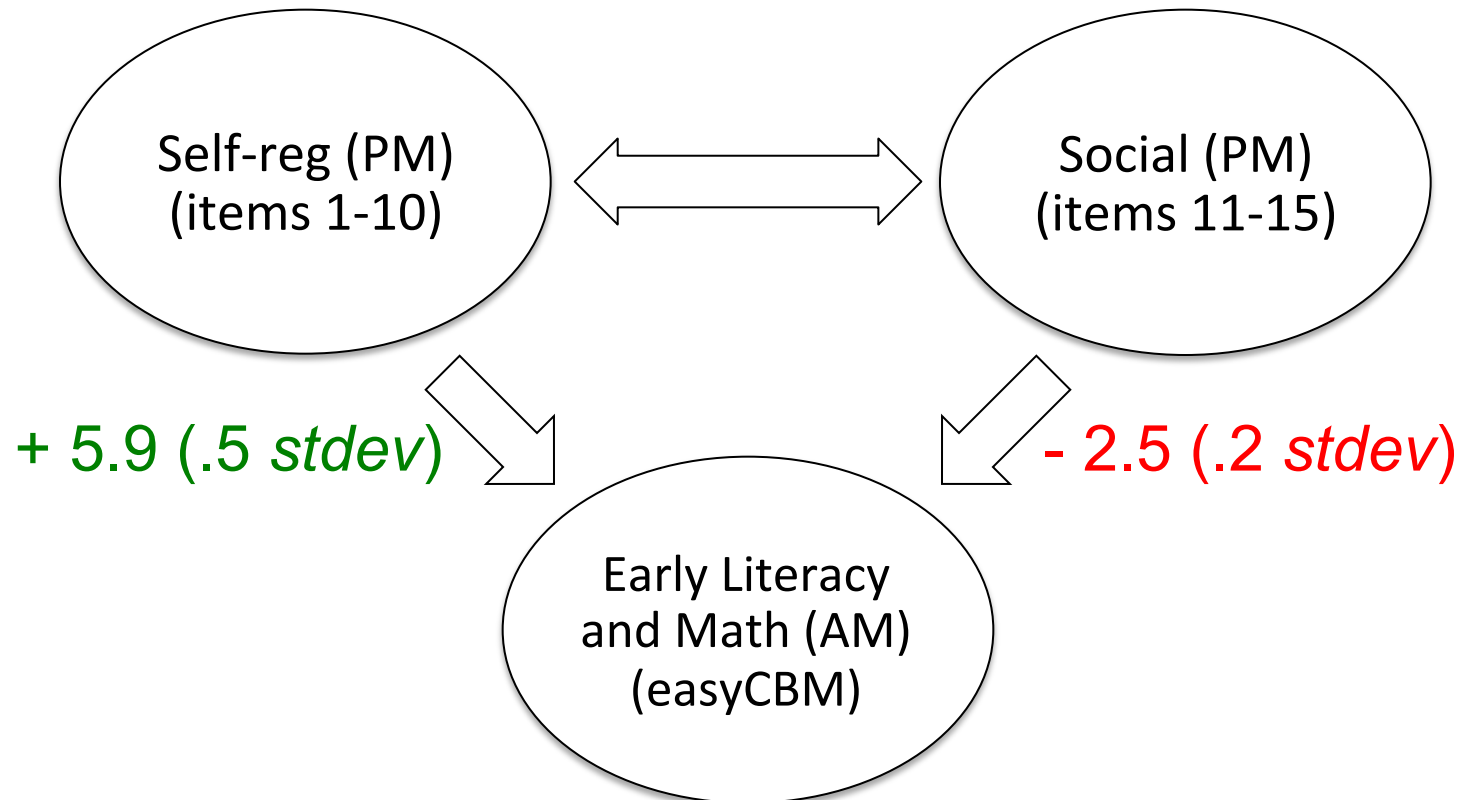 Self-reg (PM)
(items 1-10)
Social (PM)
(items 11-15)
+ 5.9 (.5 stdev)
- 2.5 (.2 stdev)
Early Literacy
and Math (AM)
(easyCBM)